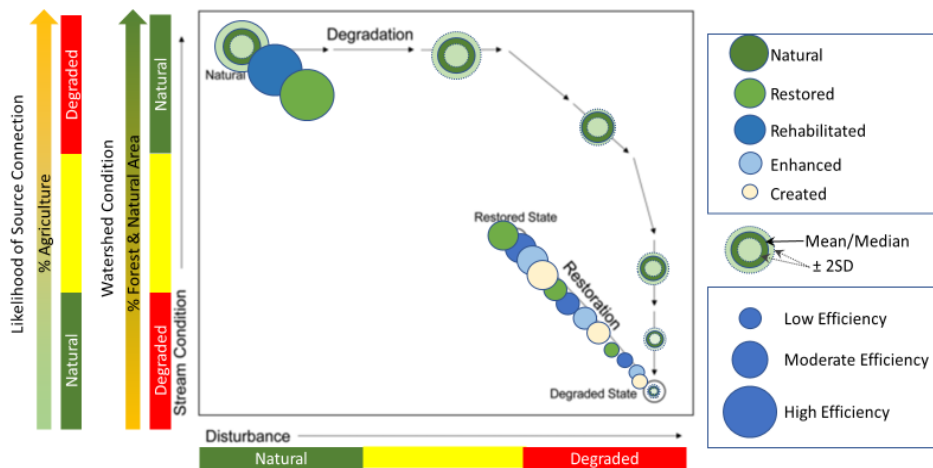 Likelihood of Source Connection
% Agriculture
Degraded
Natural
Watershed Condition
% Forest & Natural Area
Natural
Degraded
Stream Condition
Degradation
Natural
Restored State
Restoration
Degraded State
Disturbance
Natural
Degraded
Natural
Restored
Rehabilitated
Enhanced
Created
Mean/Median
± 2SD
Low Efficiency
Moderate Efficiency
High Efficiency